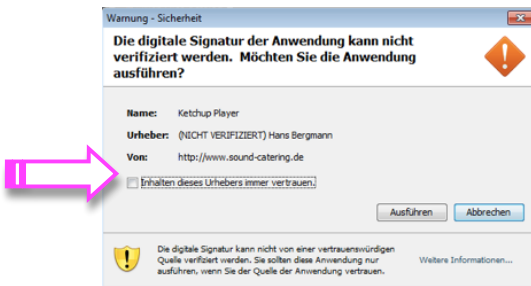 Warnung - Sicherheit
Die digitale Signatur der Anwendung kann nicht
verifiziert werden. Möchten Sie die Anwendung
ausführen?
Name: Ketchup Player
Urheber: (NICHT VERIFIZIERT) Hans Bergmann
Von: http://www.sound-catering.de
Inhalten dieses Urhebers immer vertrauen.
Ausführen Abbrechen
Die digitale Signatur kann nicht von einer vertrauenswürdigen
Quelle verifiziert werden. Sie sollten diese Anwendung nur
ausführen, wenn Sie der Quelle der Anwendung vertrauen.
Weitere Informationen...